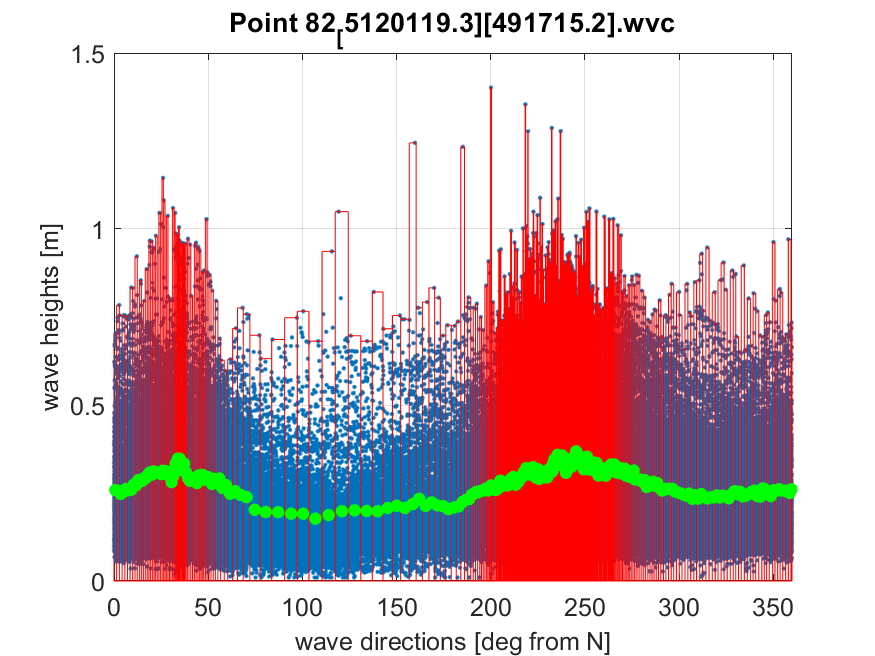 Point 82[5120119.3][491715.2].wvc
1.5
1
0.5
0
wave heights [m]
0 50 100 150 200 250 300 350
wave directions [deg from N]